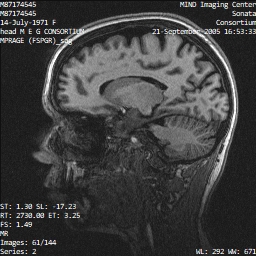 M87174545
MIND Imaging Center
M87174545
Sonata
14-July-1971 F
Consortium
head M E G CONSORTIUM
21-September-2005 16:53:33
MPRAGE (FSPGR)_sag
ST: 1.30 SL: -17.23
RT: 2730.00 ET: 3.25
FS: 1.49
MR
Images: 61/144
Series: 2
WL: 292 WW: 671